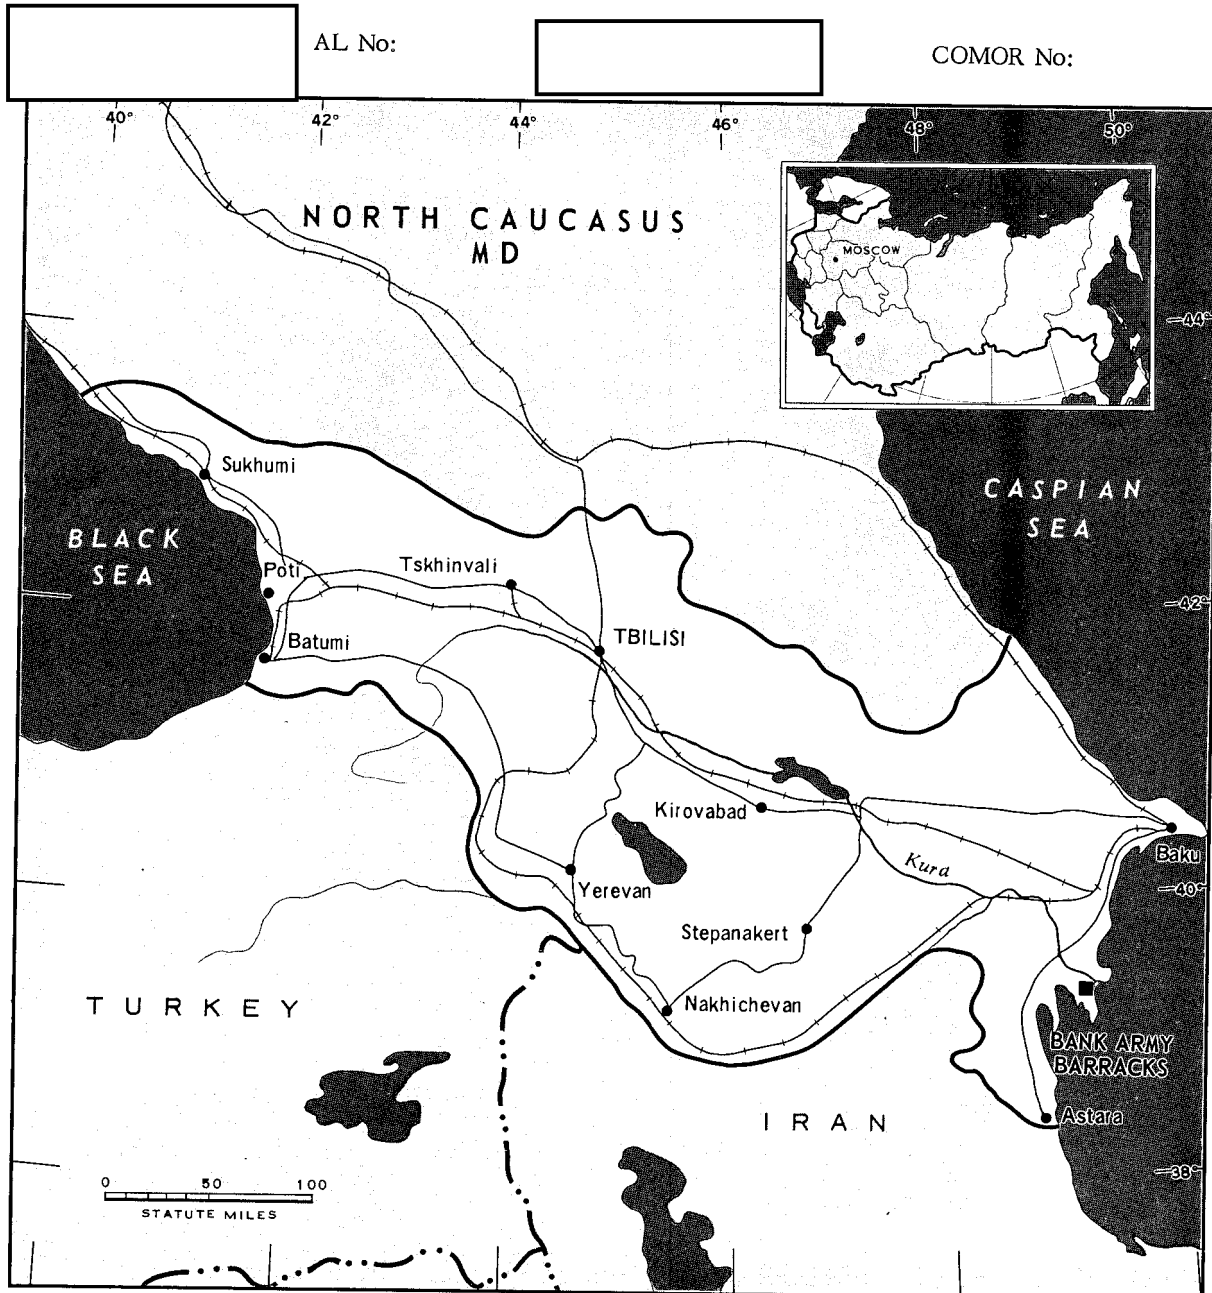 AL No:
COMOR No:
40°
42°
44°
46°
48°
50°
NORTH CAUCASUS
MD
MOSCOW
44°
Sukhumi
CASPIAN
SEA
BLACK
SEA
Poti
Tskhinvali
42°
Batumi
TBILISI
Kirovabad
Kura
Baku
Yerevan
40°
Stepanakert
TURKEY
Nakhichevan
BANK ARMY
BARRACKS
IRAN
Astara
38°
0 50 100
STATUTE MILES